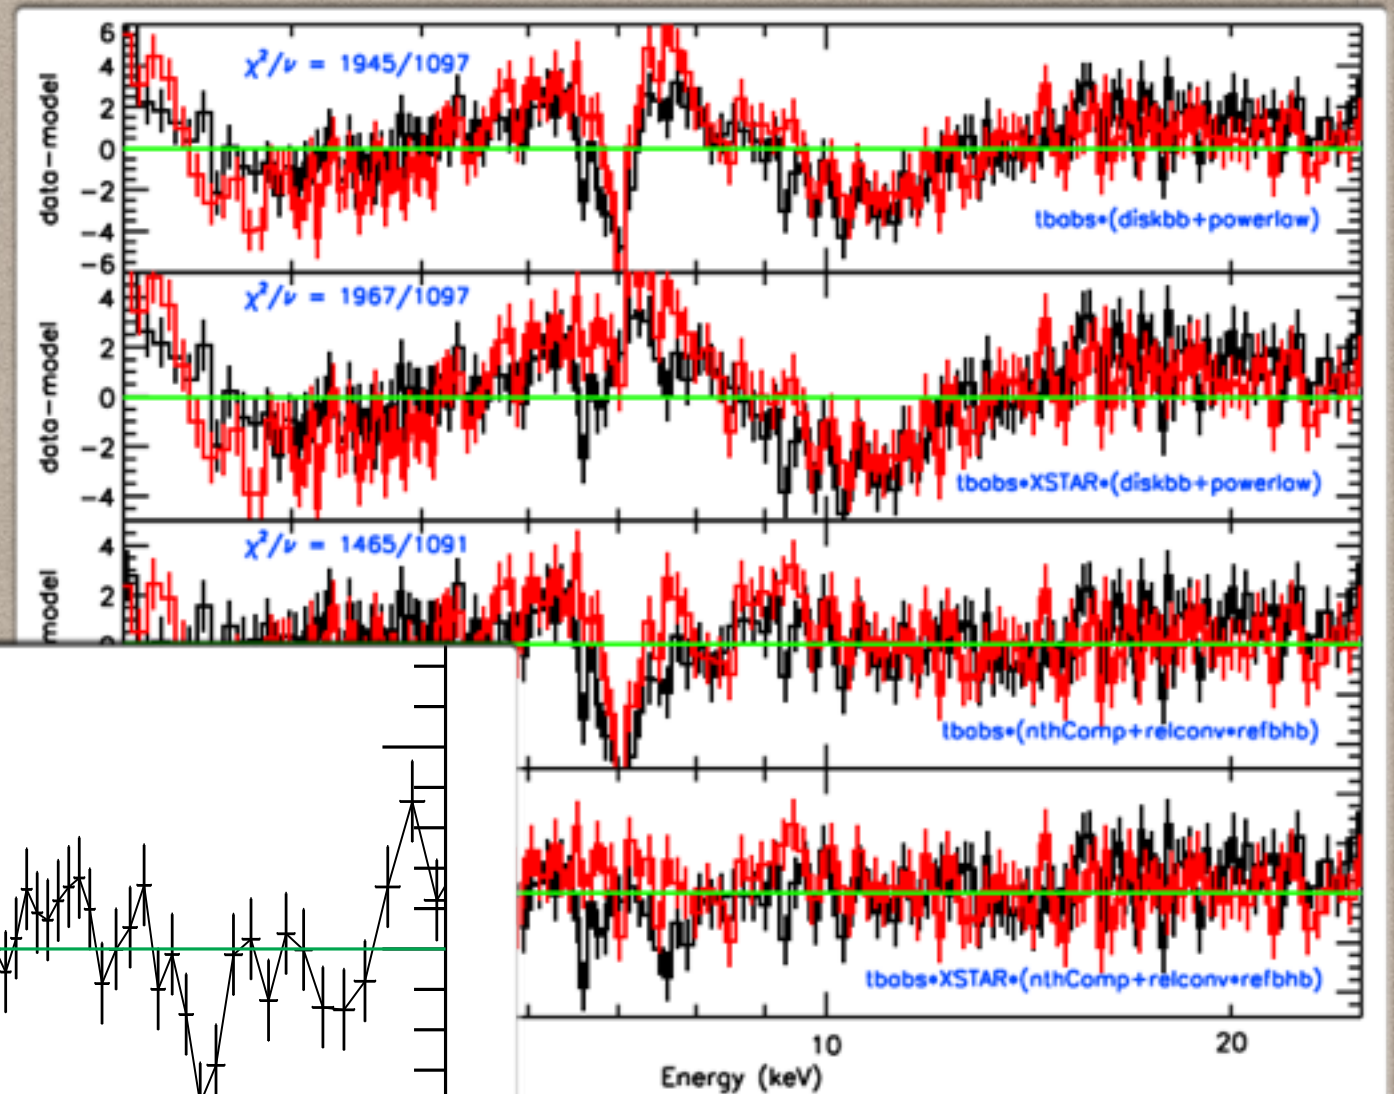 6
4
2
0
−2
−4
−6
data−model
χ²/ν = 1945/1097
tbabs•(diskbb+powerlaw)
4
2
0
−2
−4
data−model
χ²/ν = 1967/1097
tbabs•XSTAR•(diskbb+powerlaw)
4
2
model
χ²/ν = 1465/1091
tbabs•(nthComp+relconv•refbhb)
tbabs•XSTAR•(nthComp+relconv•refbhb)
10
20
Energy (keV)